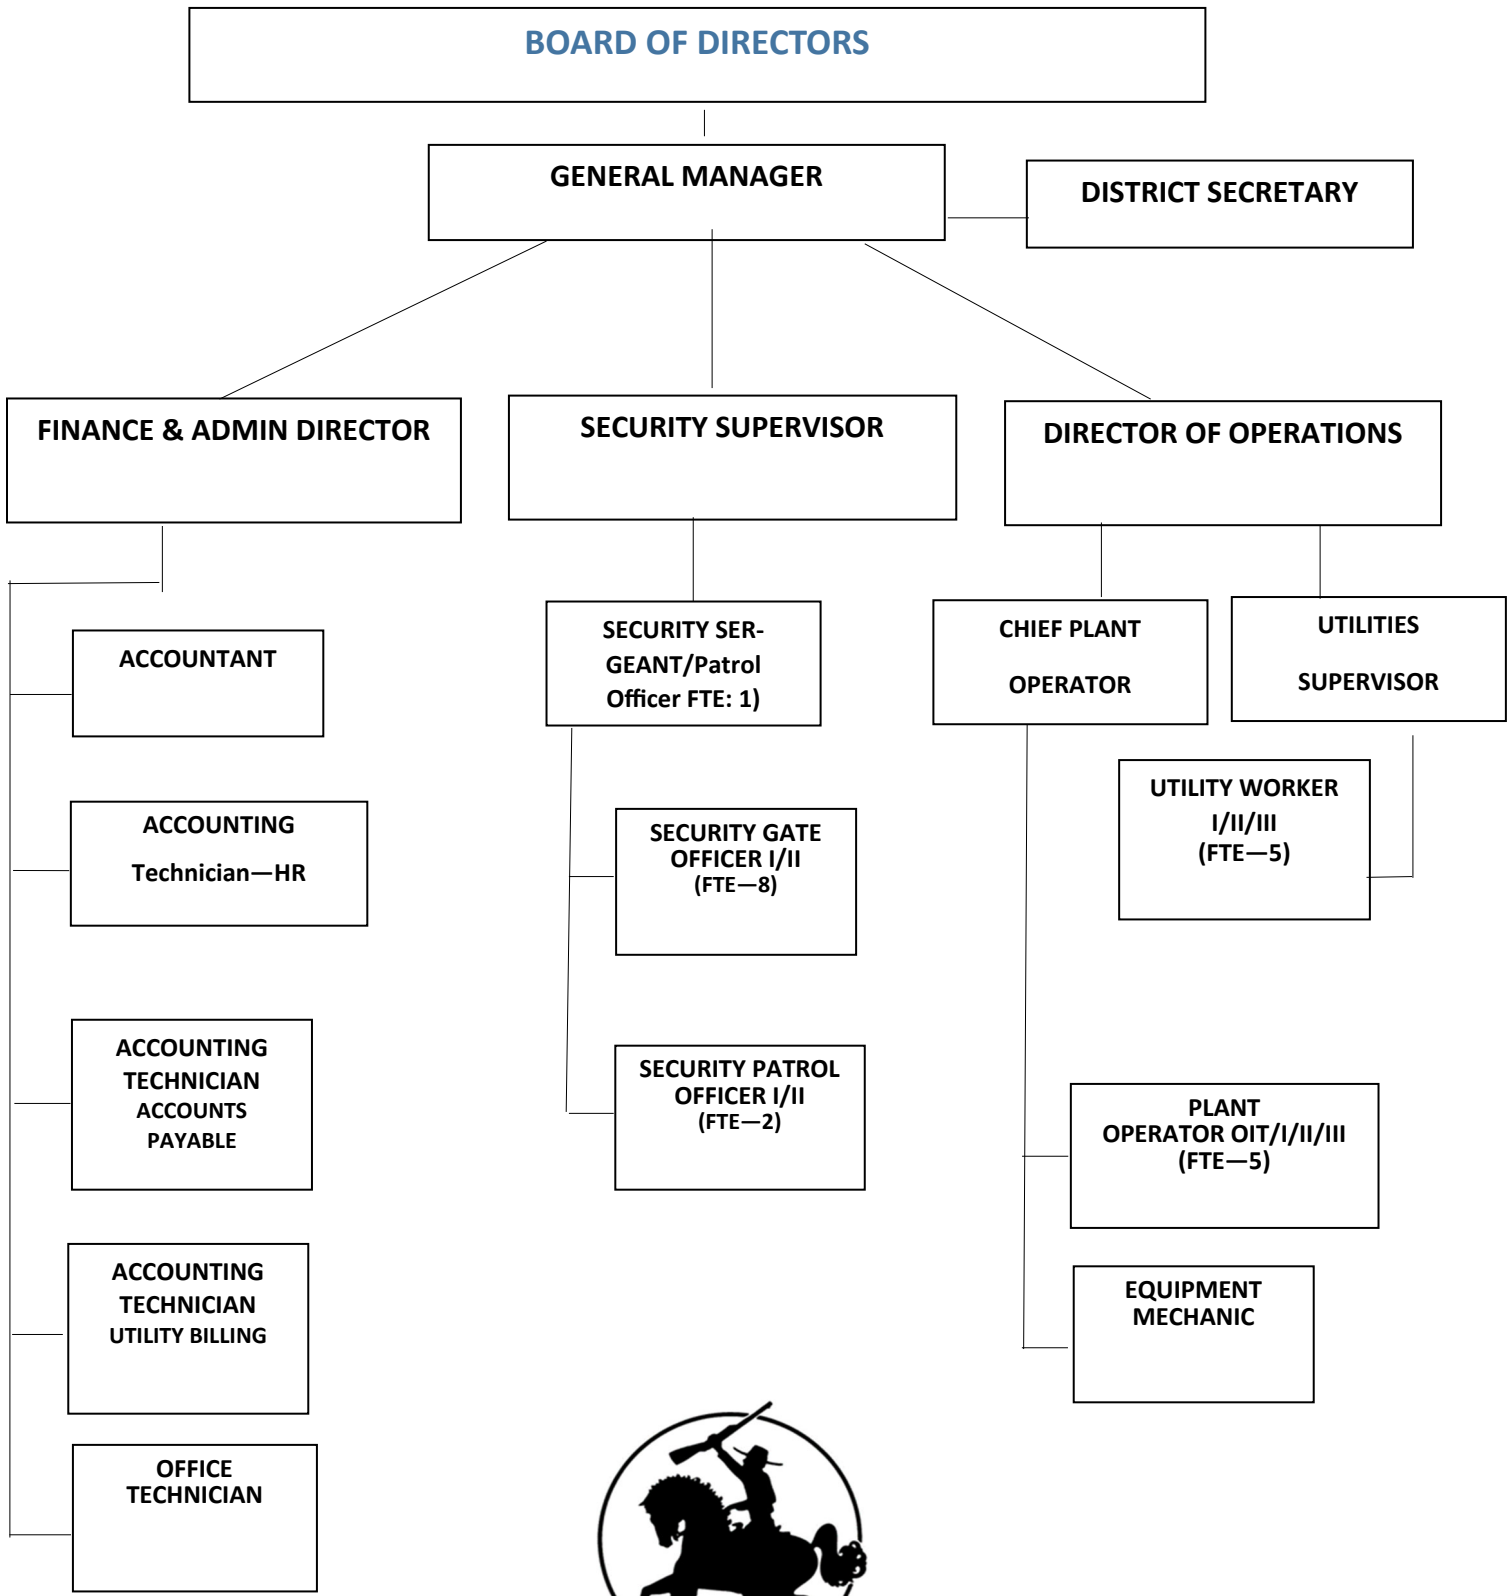 BOARD OF DIRECTORS
GENERAL MANAGER
DISTRICT SECRETARY
FINANCE & ADMIN DIRECTOR
SECURITY SUPERVISOR
DIRECTOR OF OPERATIONS
ACCOUNTANT
ACCOUNTING
Technician—HR
ACCOUNTING
TECHNICIAN
ACCOUNTS
PAYABLE
ACCOUNTING
TECHNICIAN
UTILITY BILLING
OFFICE
TECHNICIAN
SECURITY SER-
GEANT/Patrol
Officer FTE: 1)
SECURITY GATE
OFFICER I/II
(FTE—8)
SECURITY PATROL
OFFICER I/II
(FTE—2)
CHIEF PLANT
OPERATOR
UTILITIES
SUPERVISOR
UTILITY WORKER
I/II/III
(FTE—5)
PLANT
OPERATOR OIT/I/II/III
(FTE—5)
EQUIPMENT
MECHANIC